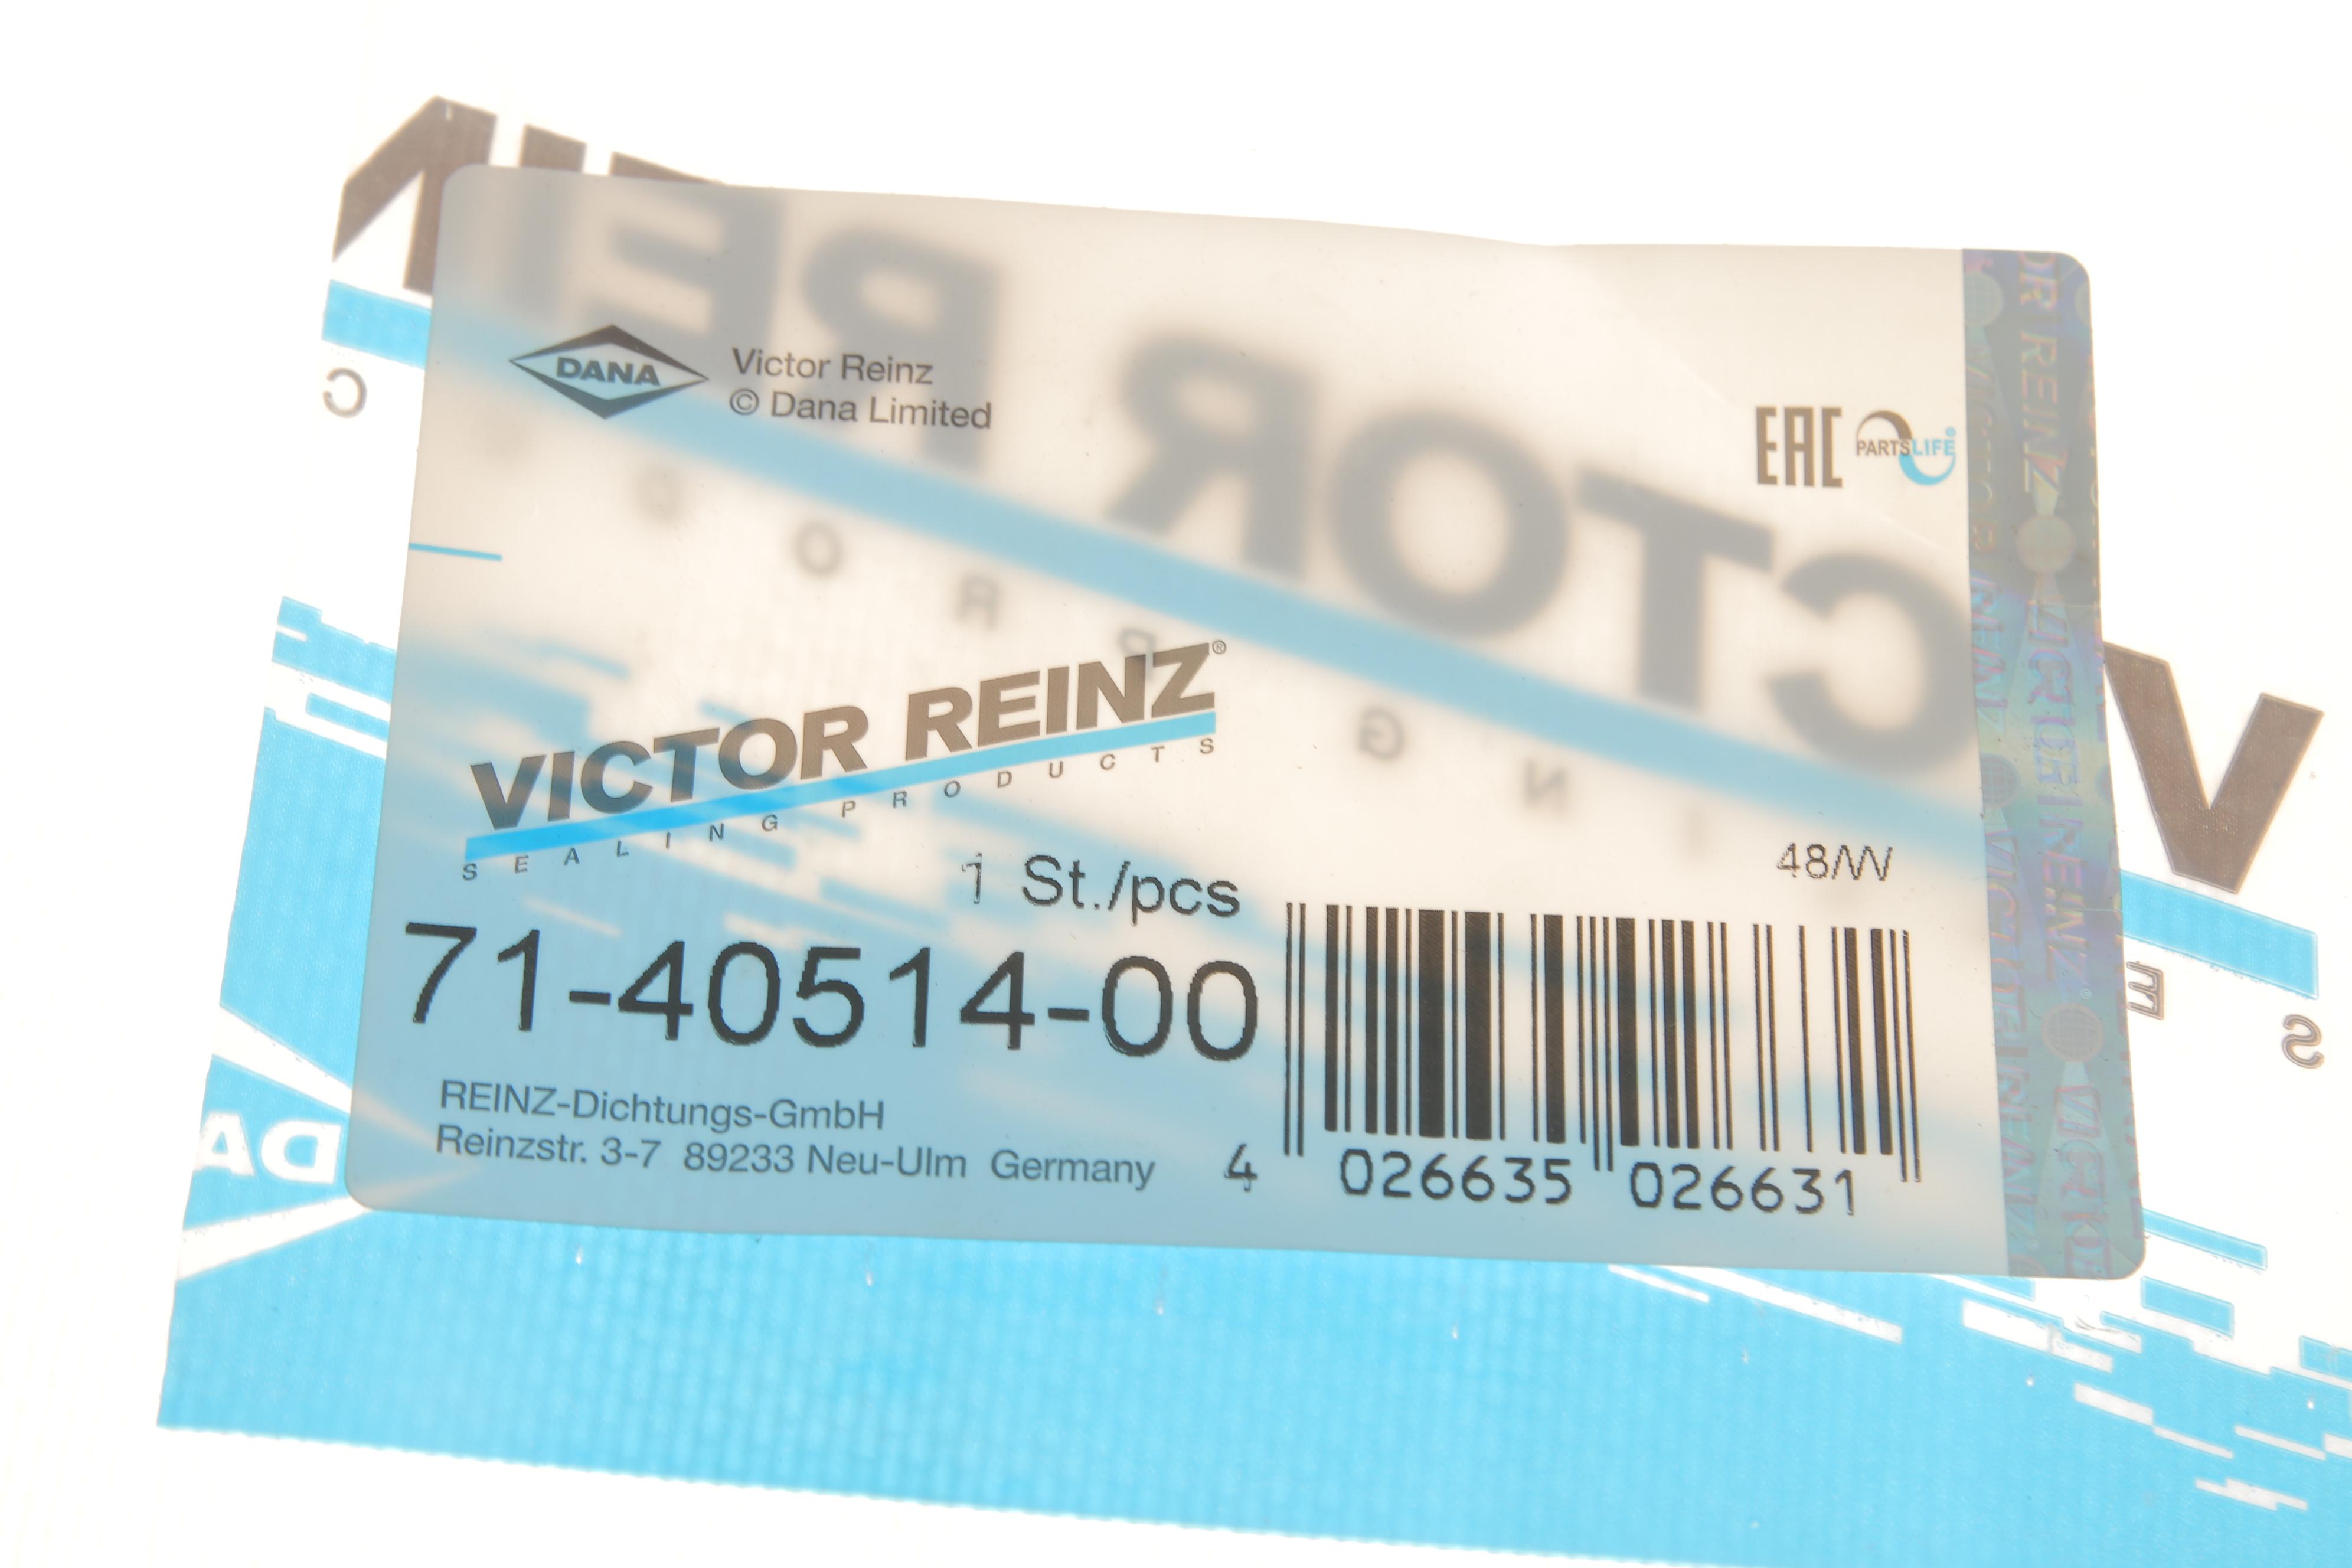 DANA
Victor Reinz
© Dana Limited
EAC
PARTSLIFE®
VICTOR REINZ®
SEALING PRODUCTS
1 St./pcs
48/W
71-40514-00
REINZ-Dichtungs-GmbH
Reinzstr. 3-7 89233 Neu-Ulm Germany
4 026635 026631